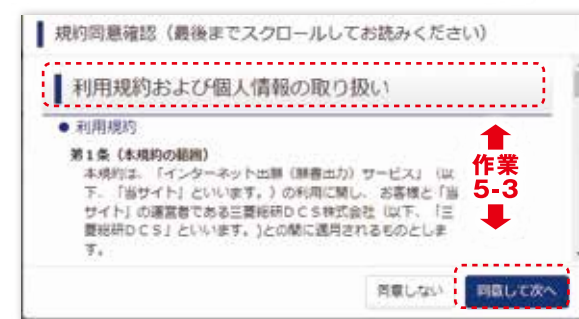 規約同意確認（最後までスクロールしてお読みください）
利用規約および個人情報の取り扱い
● 利用規約
第1条（本規約の範囲）
本規約は、「インターネット出願（願書出力）サービス」（以
下、「当サイト」といいます。）の利用に関し、お客様と「当
サイト」の運営者である三菱総研ＤＣＳ株式会社（以下、「三
菱総研ＤＣＳ」といいます。)との間に適用されるものとしま
す。
作業
5-3
同意しない
同意して次へ